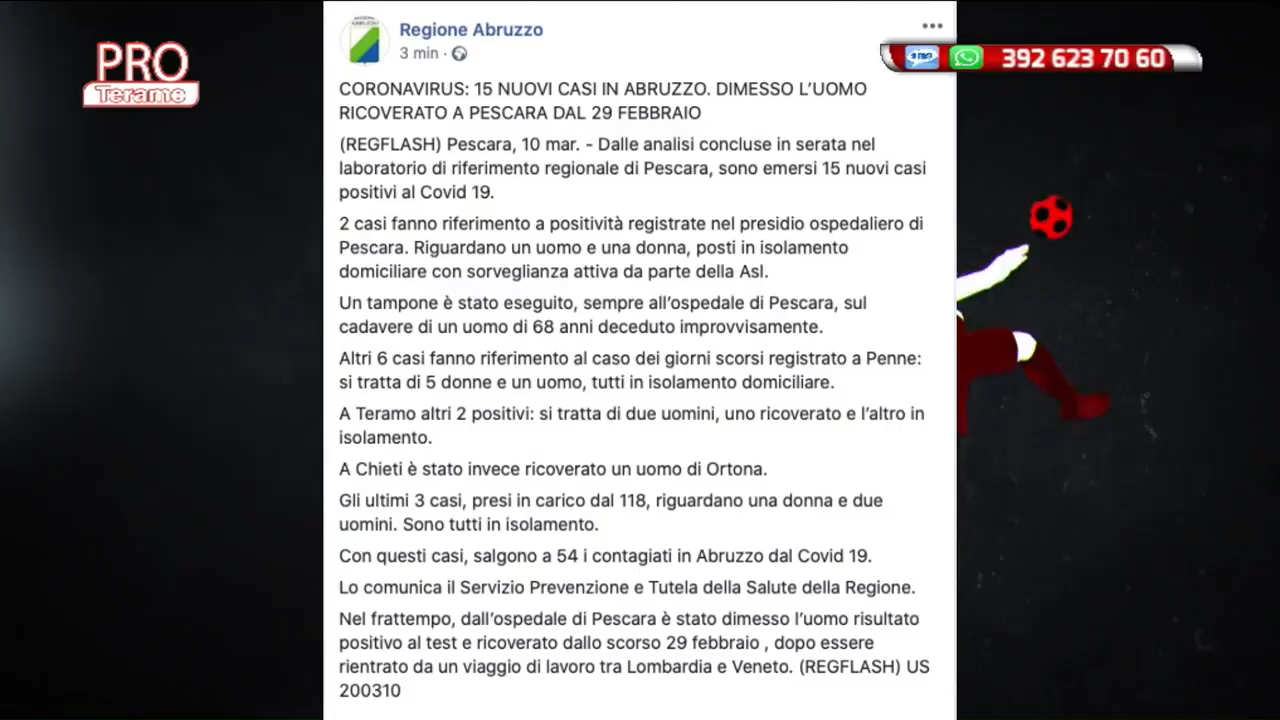 PRO
Teramo
392 623 70 60
Regione Abruzzo
3 min ·
CORONAVIRUS: 15 NUOVI CASI IN ABRUZZO. DIMESSO L'UOMO
RICOVERATO A PESCARA DAL 29 FEBBRAIO
(REGFLASH) Pescara, 10 mar. - Dalle analisi concluse in serata nel
laboratorio di riferimento regionale di Pescara, sono emersi 15 nuovi casi
positivi al Covid 19.
2 casi fanno riferimento a positività registrate nel presidio ospedaliero di
Pescara. Riguardano un uomo e una donna, posti in isolamento
domiciliare con sorveglianza attiva da parte della Asl.
Un tampone è stato eseguito, sempre all'ospedale di Pescara, sul
cadavere di un uomo di 68 anni deceduto improvvisamente.
Altri 6 casi fanno riferimento al caso dei giorni scorsi registrato a Penne:
si tratta di 5 donne e un uomo, tutti in isolamento domiciliare.
A Teramo altri 2 positivi: si tratta di due uomini, uno ricoverato e l'altro in
isolamento.
A Chieti è stato invece ricoverato un uomo di Ortona.
Gli ultimi 3 casi, presi in carico dal 118, riguardano una donna e due
uomini. Sono tutti in isolamento.
Con questi casi, salgono a 54 i contagiati in Abruzzo dal Covid 19.
Lo comunica il Servizio Prevenzione e Tutela della Salute della Regione.
Nel frattempo, dall'ospedale di Pescara è stato dimesso l'uomo risultato
positivo al test e ricoverato dallo scorso 29 febbraio , dopo essere
rientrato da un viaggio di lavoro tra Lombardia e Veneto. (REGFLASH) US
200310